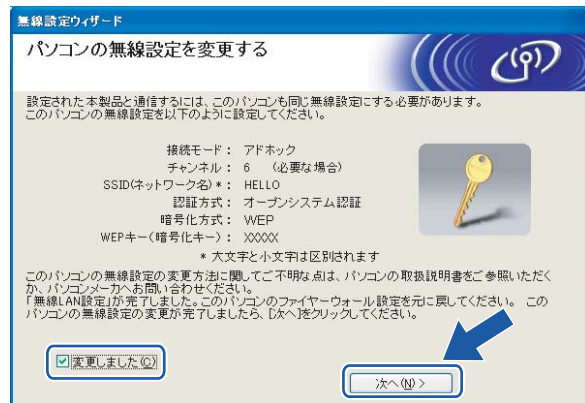 無線設定ウィザード
パソコンの無線設定を変更する
設定された本製品と通信するには、このパソコンも同じ無線設定にする必要があります。
このパソコンの無線設定を以下のように設定してください。
接続モード： アドホック
チャンネル： 6 （必要な場合）
SSID(ネットワーク名)＊： HELLO
認証方式： オープンシステム認証
暗号化方式： WEP
WEPキー(暗号化キー)： XXXXX
＊ 大文字と小文字は区別されます
このパソコンの無線設定の変更方法に関してご不明な点は、パソコンの取扱説明書をご参照いただく
か、パソコンメーカへお問い合わせください。
「無線LAN設定」が完了しました。このパソコンのファイヤーウォール設定を元に戻してください。 この
パソコンの無線設定の変更が完了しましたら、[次へ]をクリックしてください。
変更しました(C)
次へ(N) >